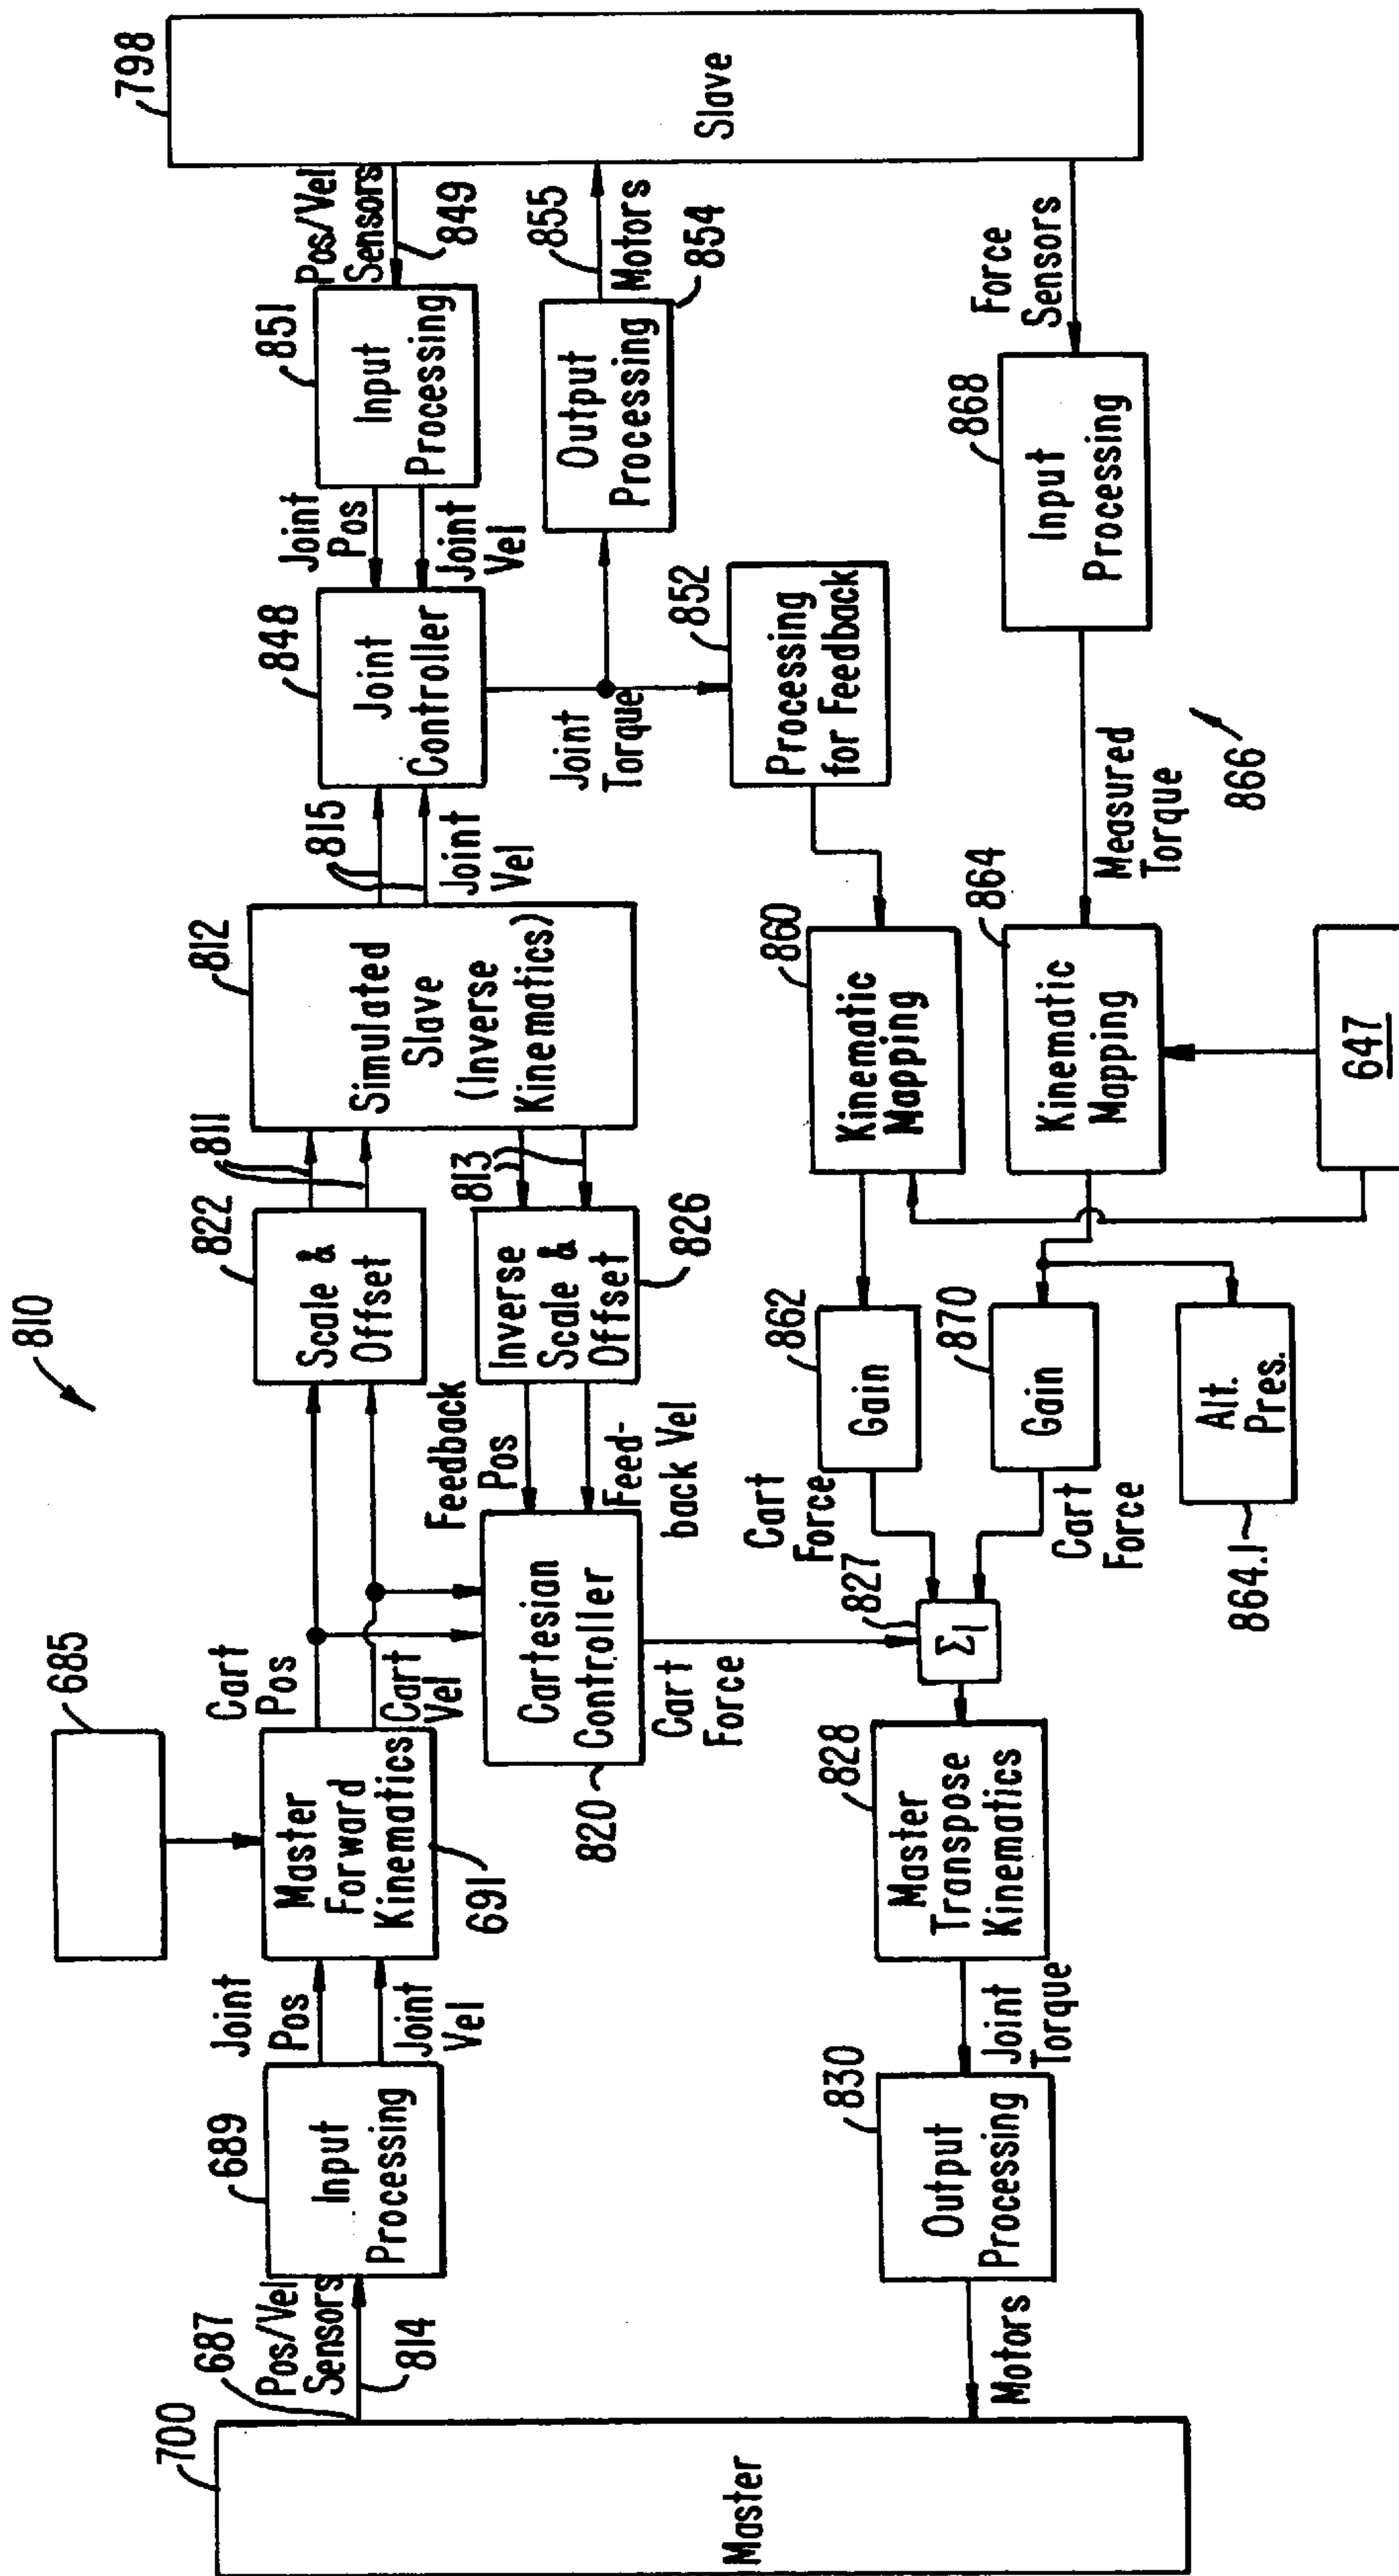 810
700
Master
687
Pos/Vel
Sensors
814
689
Input
Processing
Joint
Pos
Joint
Vel
685
Master
Forward
Kinematics
691
Cart
Pos
Cart
Vel
822
Scale &
Offset
811
812
Simulated
Slave
(Inverse
Kinematics)
815
Joint
Vel
848
Joint
Controller
Joint
Pos
Joint
Vel
851
Input
Processing
Pos/Vel
Sensors
849
798
Slave
820
Cartesian
Controller
Feedback
Pos
Feed-
back Vel
Inverse
Scale &
Offset
826
813
Cart
Force
Joint
Torque
Output
Processing
854
855
Motors
852
Processing
for Feedback
860
Kinematic
Mapping
862
Gain
Cart
Force
827
Σ1
828
Master
Transpose
Kinematics
Joint
Torque
830
Output
Processing
Motors
Force
Sensors
868
Input
Processing
Measured
Torque
866
864
Kinematic
Mapping
870
Gain
Cart
Force
Alt.
Pres.
864.1
647